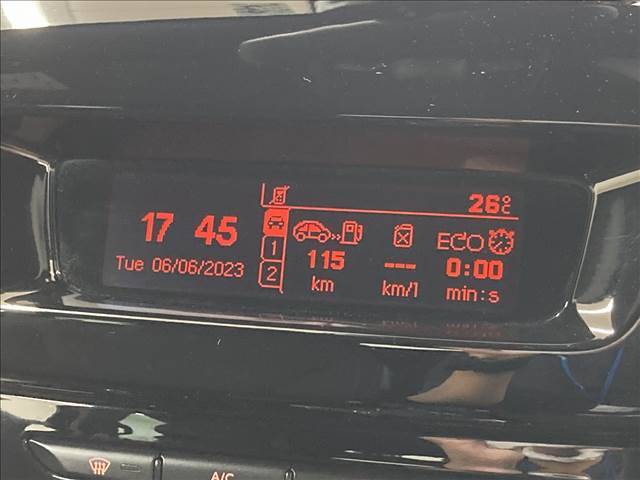 26°C
17 45
1
ECO
115
---
0:00
Tue 06/06/2023
2
km
km/l
min:s
A/C